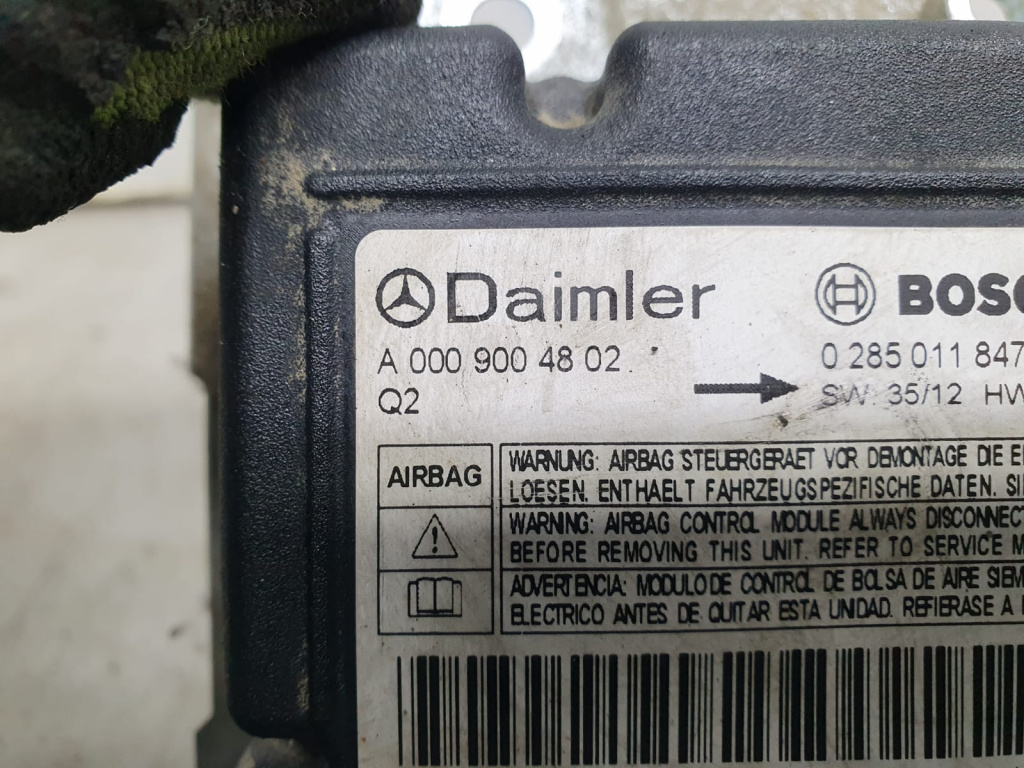 Daimler BOSC
A 000 900 48 02 0 285 011 847
Q2 SW: 35/12 HW
AIRBAG
WARNUNG: AIRBAG STEUERGERAET VOR DEMONTAGE DIE
LOESEN. ENTHAELT FAHRZEUGSPEZIFISCHE DATEN.
WARNING: AIRBAG CONTROL MODULE ALWAYS DISCONNECT
BEFORE REMOVING THIS UNIT. REFER TO SERVICE
ADVERTENCIA: MODULO DE CONTROL DE BOLSA DE AIRE SIEM
ELECTRICO ANTES DE QUITAR ESTA UNIDAD. REFIERASE A